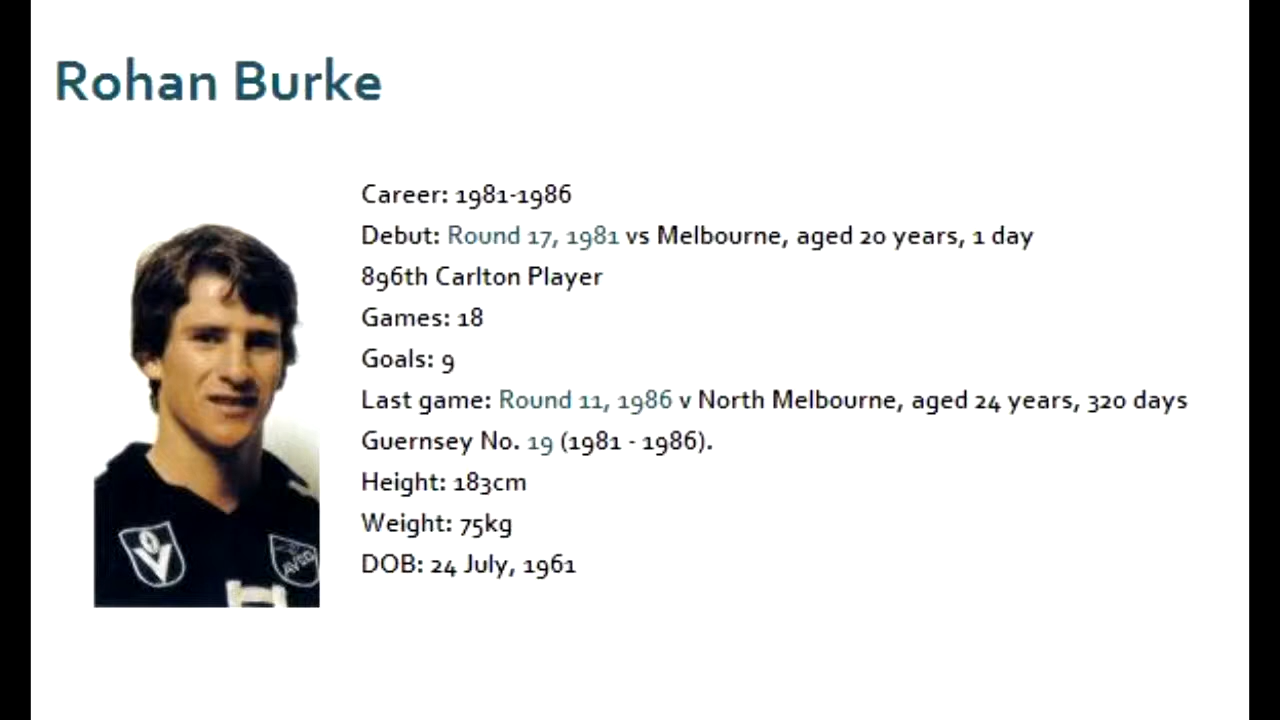 Rohan Burke
Career: 1981-1986
Debut: Round 17, 1981 vs Melbourne, aged 20 years, 1 day
896th Carlton Player
Games: 18
Goals: 9
Last game: Round 11, 1986 v North Melbourne, aged 24 years, 320 days
Guernsey No. 19 (1981 - 1986).
Height: 183cm
Weight: 75kg
DOB: 24 July, 1961